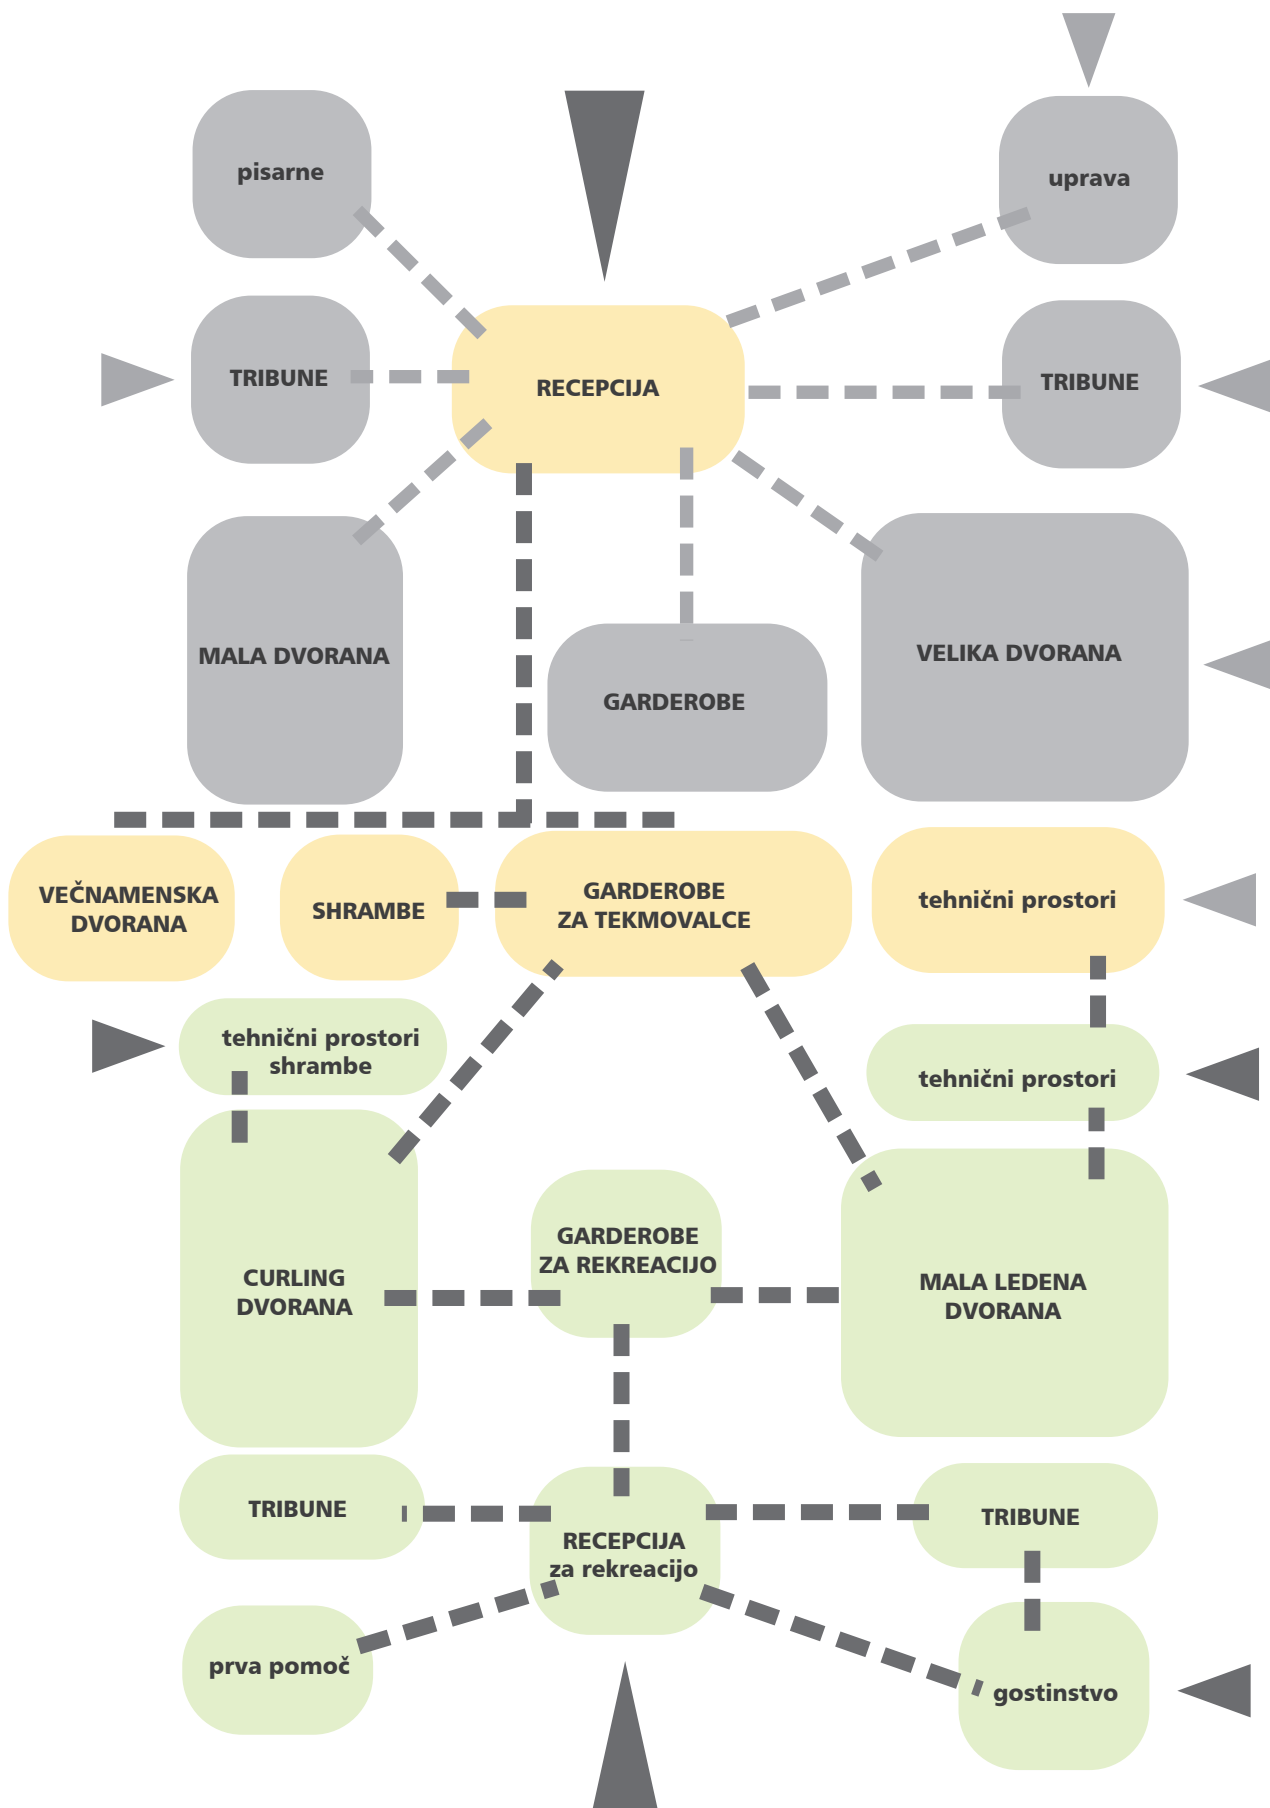 pisarne
uprava
TRIBUNE
RECEPCIJA
TRIBUNE
MALA DVORANA
GARDEROBE
VELIKA DVORANA
VEČNAMENSKA
DVORANA
SHRAMBE
GARDEROBE
ZA TEKMOVALCE
tehnični prostori
tehnični prostori
shrambe
tehnični prostori
CURLING
DVORANA
GARDEROBE
ZA REKREACIJO
MALA LEDENA
DVORANA
TRIBUNE
RECEPCIJA
za rekreacijo
TRIBUNE
prva pomoč
gostinstvo